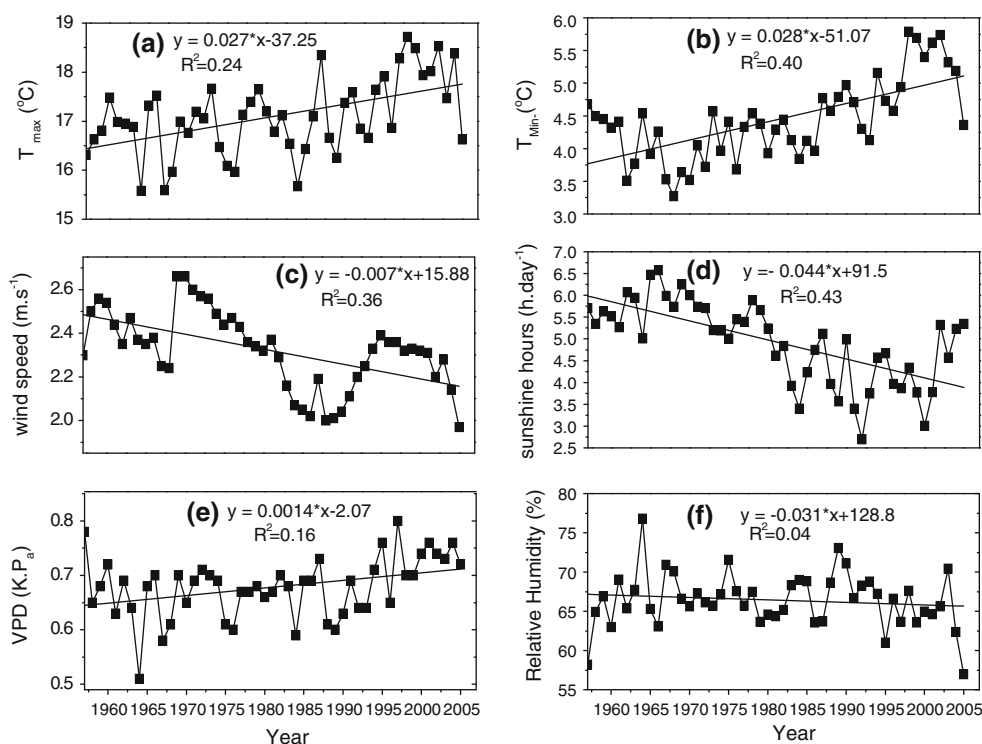 (a) y = 0.027*x-37.25
R²=0.24
19
18
17
16
15
T max (°C)
(b) y = 0.028*x-51.07
R²=0.40
6.0
5.5
5.0
4.5
4.0
3.5
3.0
T Min- (°C)
(c) y = -0.007*x+15.88
R²=0.36
2.6
2.4
2.2
2.0
wind speed (m.s⁻¹)
(d) y =- 0.044*x+91.5
R²=0.43
7.0
6.5
6.0
5.5
5.0
4.5
4.0
3.5
3.0
2.5
sunshine hours (h.day⁻¹)
(e) y = 0.0014*x-2.07
R²=0.16
0.8
0.7
0.6
0.5
VPD (K.Pa)
1960 1965 1970 1975 1980 1985 1990 1995 2000 2005
Year
(f) y = -0.031*x+128.8
R²=0.04
80
75
70
65
60
55
Relative Humidity (%)
1960 1965 1970 1975 1980 1985 1990 1995 2000 2005
Year